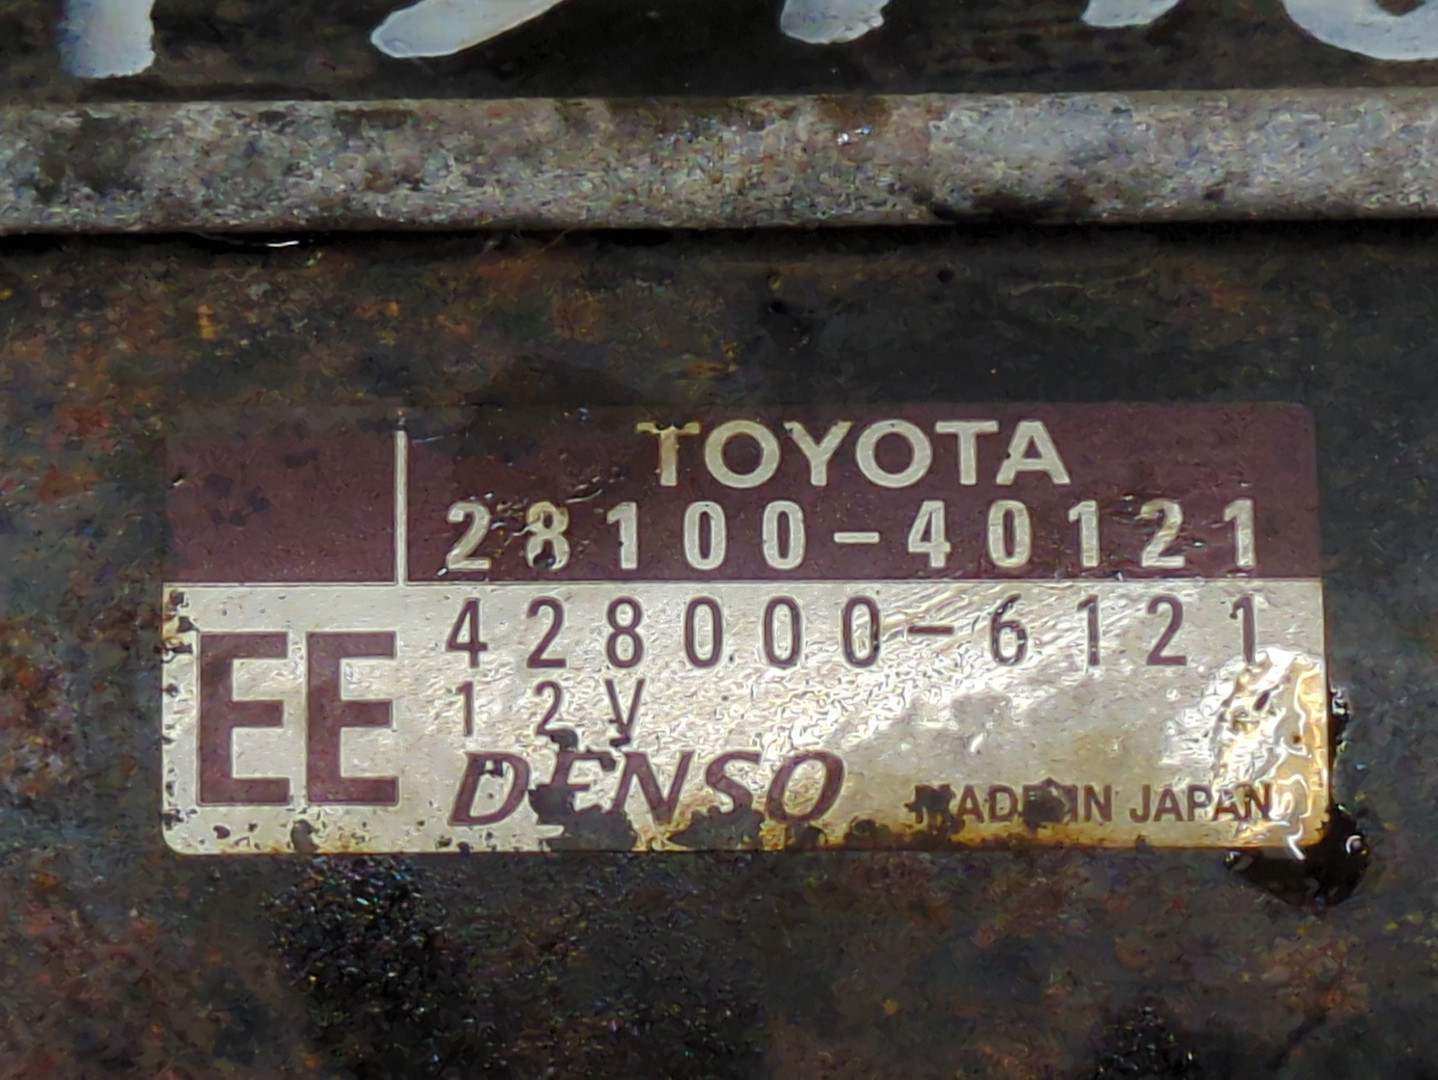 TOYOTA
28100-40121
428000-6121
EE
12V
DENSO MADE IN JAPAN